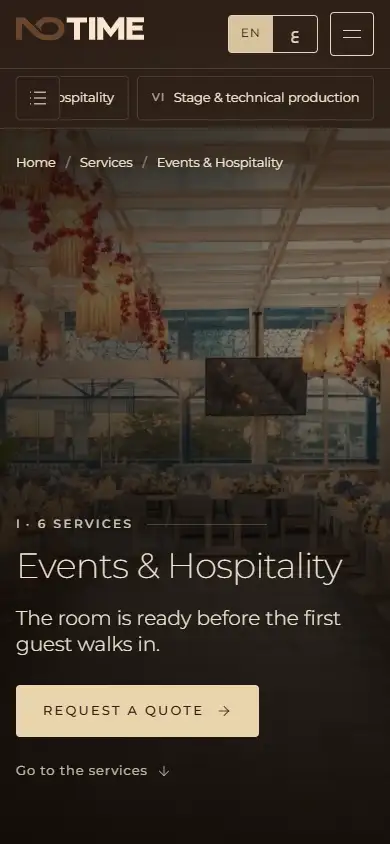 NOTIME
EN ع
ospitality VI Stage & technical production
Home / Services / Events & Hospitality
I · 6 SERVICES
Events & Hospitality
The room is ready before the first
guest walks in.
REQUEST A QUOTE →
Go to the services ↓